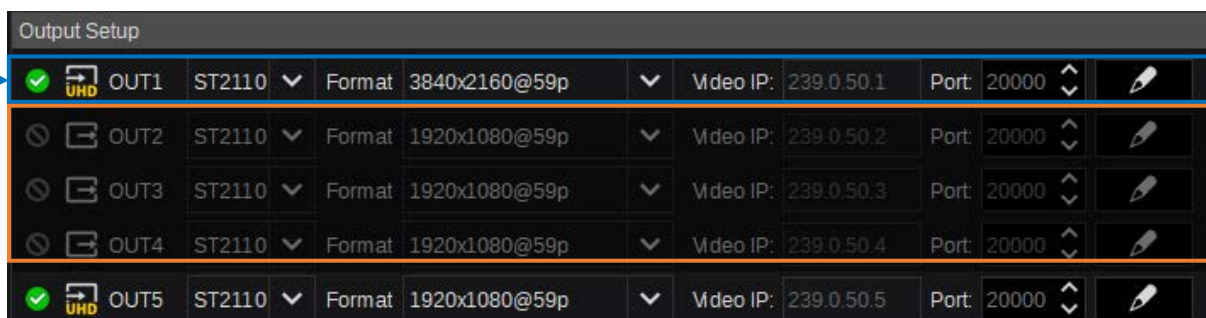 Output Setup
UHD OUT1 ST2110 Format 3840x2160@59p Video IP: 239.0.50.1 Port: 20000
OUT2 ST2110 Format 1920x1080@59p Video IP: 239.0.50.2 Port: 20000
OUT3 ST2110 Format 1920x1080@59p Video IP: 239.0.50.3 Port: 20000
OUT4 ST2110 Format 1920x1080@59p Video IP: 239.0.50.4 Port: 20000
UHD OUT5 ST2110 Format 1920x1080@59p Video IP: 239.0.50.5 Port: 20000